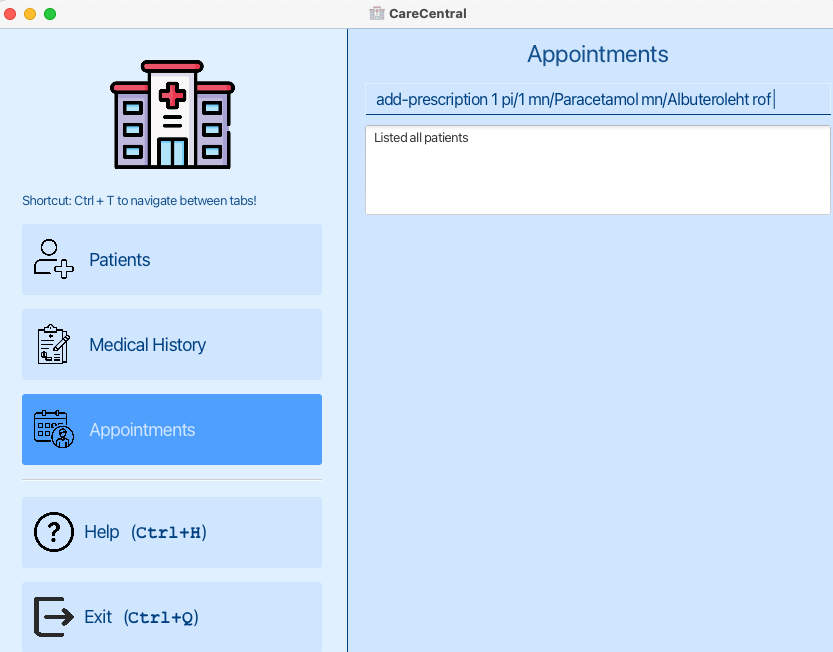 CareCentral
Appointments
add-prescription 1 pi/1 mn/Paracetamol mn/Albuteroleht rof
Listed all patients
Shortcut: Ctrl + T to navigate between tabs!
Patients
Medical History
Appointments
Help (Ctrl+H)
Exit (Ctrl+Q)